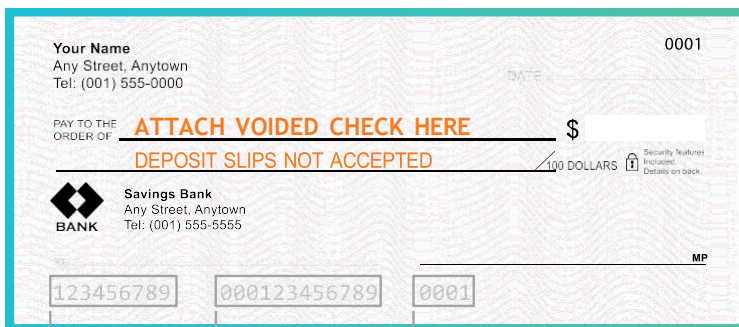 Your Name
0001
Any Street, Anytown
Tel: (001) 555-0000
DATE
PAY TO THE
ORDER OF
ATTACH VOIDED CHECK HERE
$
DEPOSIT SLIPS NOT ACCEPTED
/100 DOLLARS
Security features
Included.
Details on back.
Savings Bank
Any Street, Anytown
Tel: (001) 555-5555
BANK
MP
123456789 000123456789 0001